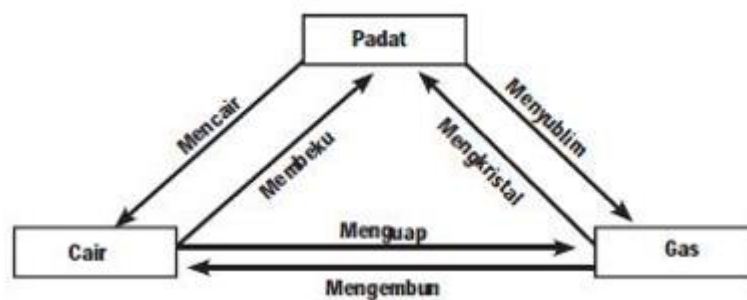 Padat
Mencair
Membeku
Mengkristal
Menyublim
Cair
Menguap
Gas
Mengembun